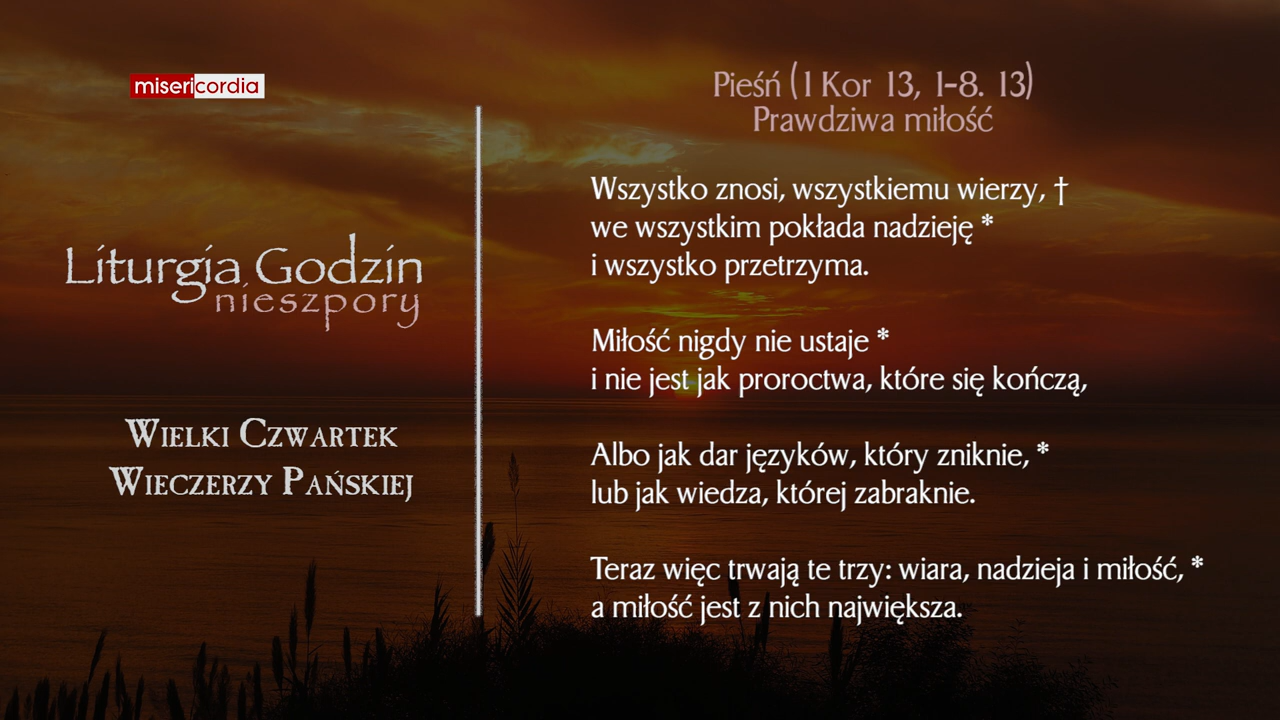 misericordia
Liturgia Godzin
nieszpory
Wielki Czwartek
Wieczerzy Pańskiej
Pieśń (1 Kor 13, 1-8. 13)
Prawdziwa miłość
Wszystko znosi, wszystkiemu wierzy, †
we wszystkim pokłada nadzieję *
i wszystko przetrzyma.
Miłość nigdy nie ustaje *
i nie jest jak proroctwa, które się kończą,
Albo jak dar języków, który zniknie, *
lub jak wiedza, której zabraknie.
Teraz więc trwają te trzy: wiara, nadzieja i miłość, *
a miłość jest z nich największa.